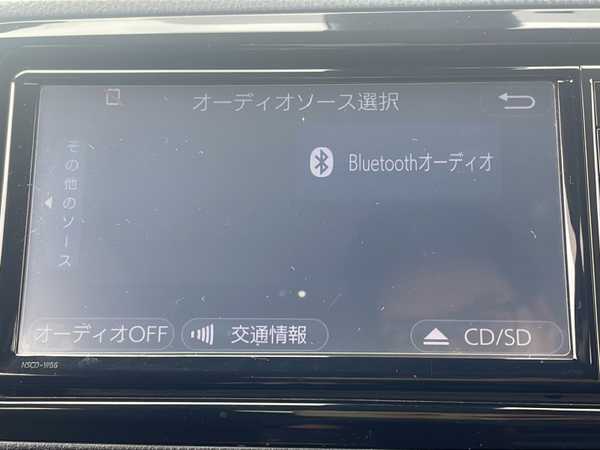 オーディオソース選択
その他のソース
Bluetoothオーディオ
オーディオOFF
交通情報
CD/SD
NSCD-W66